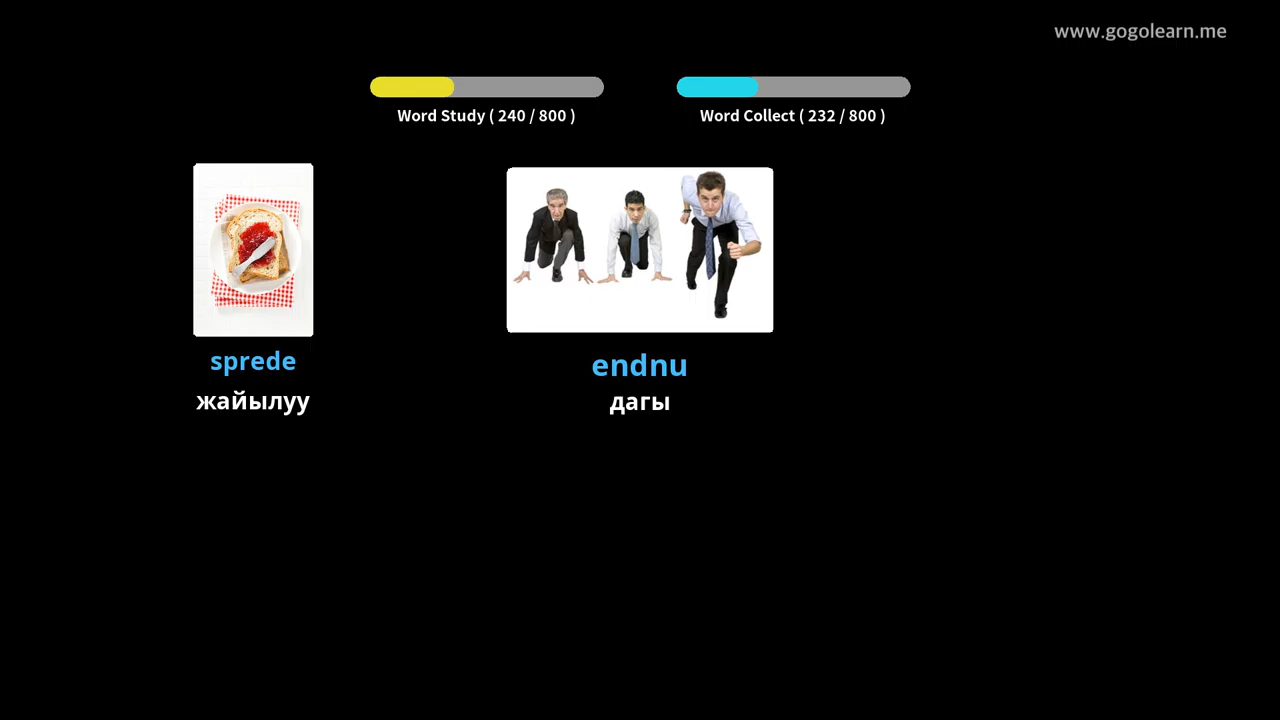 www.gogolearn.me
Word Study ( 240 / 800 )
Word Collect ( 232 / 800 )
sprede
жайылуу
endnu
дагы